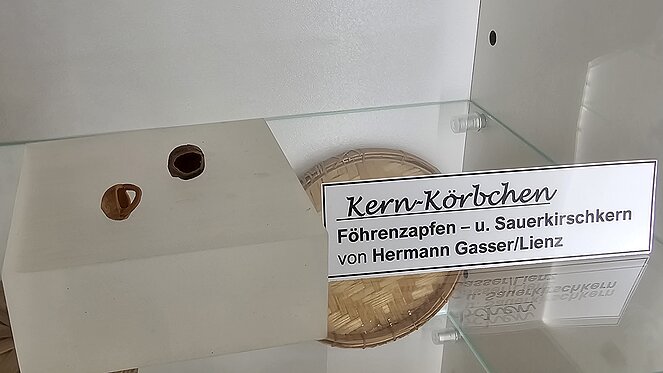 Kern-Körbchen
Föhrenzapfen – u. Sauerkirschkern
von Hermann Gasser/Lienz